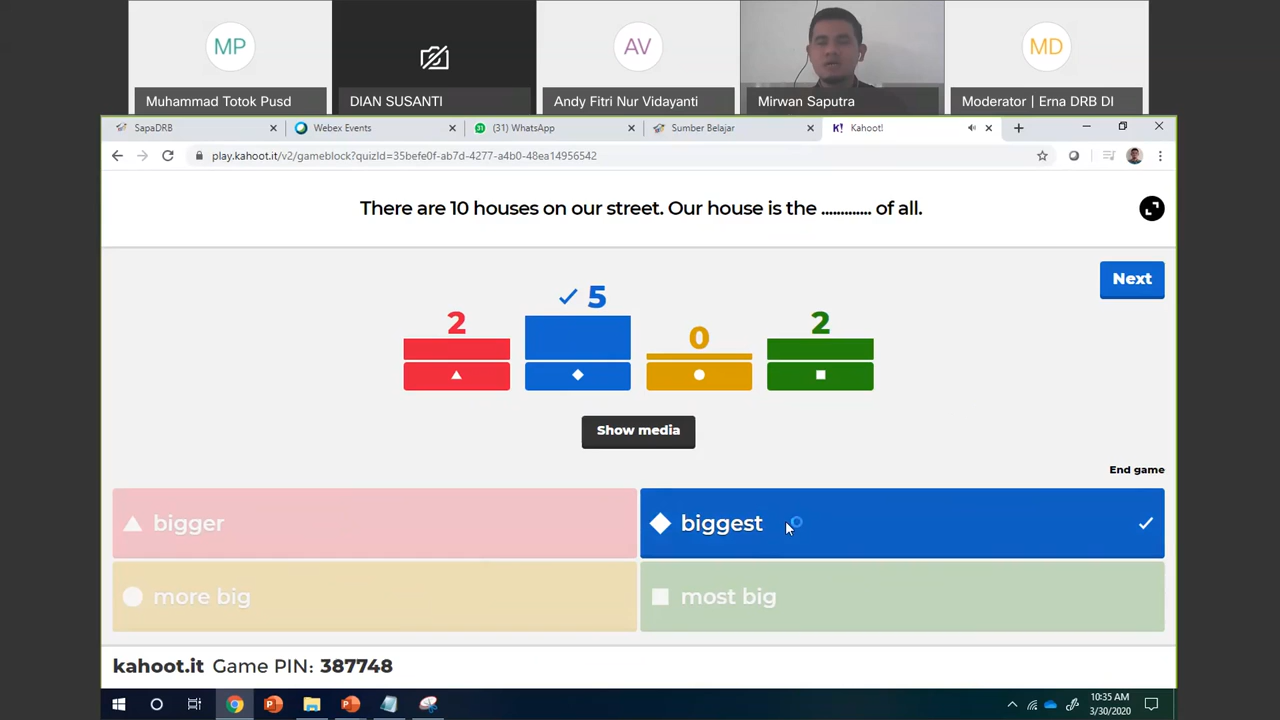 MP
AV
MD
Muhammad Totok Pusd
DIAN SUSANTI
Andy Fitri Nur Vidayanti
Mirwan Saputra
Moderator | Erna DRB DI
SapaDRB
Webex Events
(31) WhatsApp
Sumber Belajar
K! Kahoot!
play.kahoot.it/v2/gameblock?quizId=35befe0f-ab7d-4277-a4b0-48ea14956542
There are 10 houses on our street. Our house is the ............. of all.
Next
2
5
0
2
Show media
End game
bigger
biggest
more big
most big
kahoot.it Game PIN: 387748
10:35 AM
3/30/2020